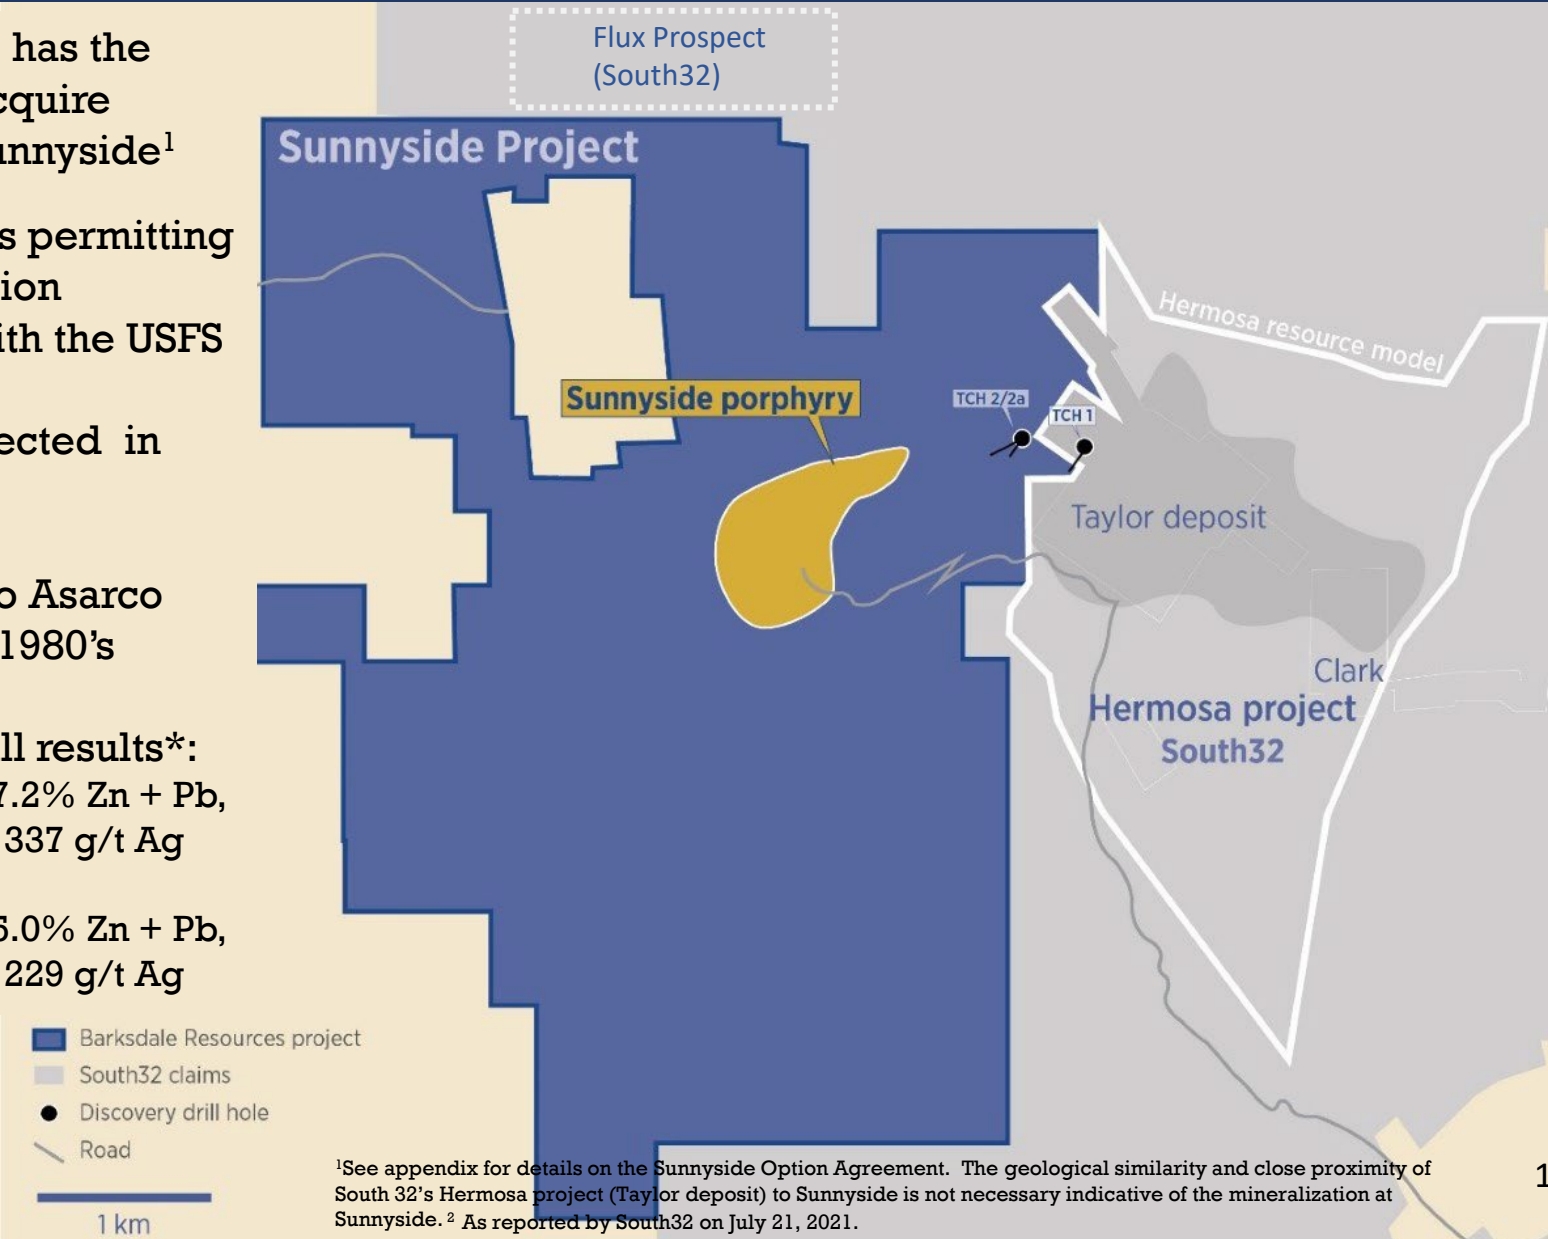 has the
cquire
unnyside¹
s permitting
ion
ith the USFS
ected in
o Asarco
1980’s
ll results*:
7.2% Zn + Pb,
337 g/t Ag
5.0% Zn + Pb,
229 g/t Ag
Flux Prospect
(South32)
Sunnyside Project
Hermosa resource model
Sunnyside porphyry
TCH 2/2a
TCH 1
Taylor deposit
Clark
Hermosa project
South32
Barksdale Resources project
South32 claims
Discovery drill hole
Road
1 km
¹See appendix for details on the Sunnyside Option Agreement. The geological similarity and close proximity of
South 32’s Hermosa project (Taylor deposit) to Sunnyside is not necessary indicative of the mineralization at
Sunnyside. ² As reported by South32 on July 21, 2021.
1